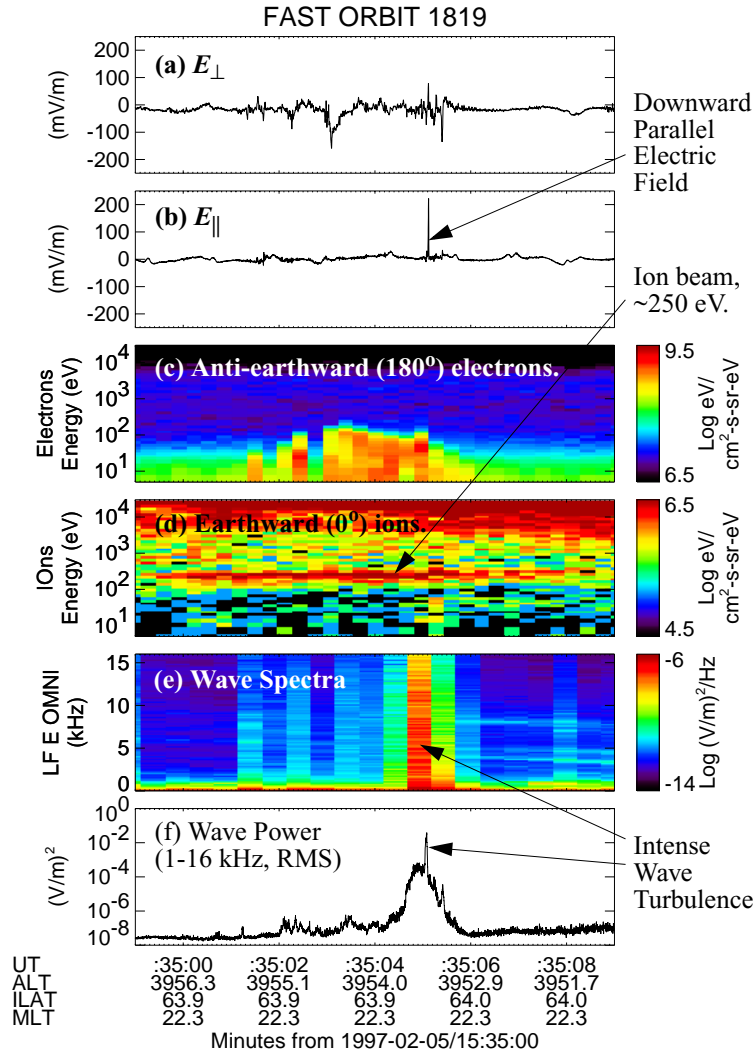 FAST ORBIT 1819
200
100
0
-100
-200
(mV/m)
(a) E⊥
Downward
Parallel
Electric
Field
200
100
0
-100
-200
(mV/m)
(b) E||
Ion beam,
~250 eV.
10⁴
10³
10²
10¹
Electrons
Energy (eV)
(c) Anti-earthward (180°) electrons.
9.5
6.5
Log eV/
cm²-s-sr-eV
10⁴
10³
10²
10¹
IOns
Energy (eV)
(d) Earthward (0°) ions.
6.5
4.5
Log eV/
cm²-s-sr-eV
15
10
5
0
LF E OMNI
(kHz)
(e) Wave Spectra
-6
-14
Log (V/m)²/Hz
10⁰
10⁻²
10⁻⁴
10⁻⁶
10⁻⁸
(V/m)²
(f) Wave Power
(1-16 kHz, RMS)
Intense
Wave
Turbulence
UT :35:00 :35:02 :35:04 :35:06 :35:08
ALT 3956.3 3955.1 3954.0 3952.9 3951.7
ILAT 63.9 63.9 63.9 64.0 64.0
MLT 22.3 22.3 22.3 22.3 22.3
Minutes from 1997-02-05/15:35:00